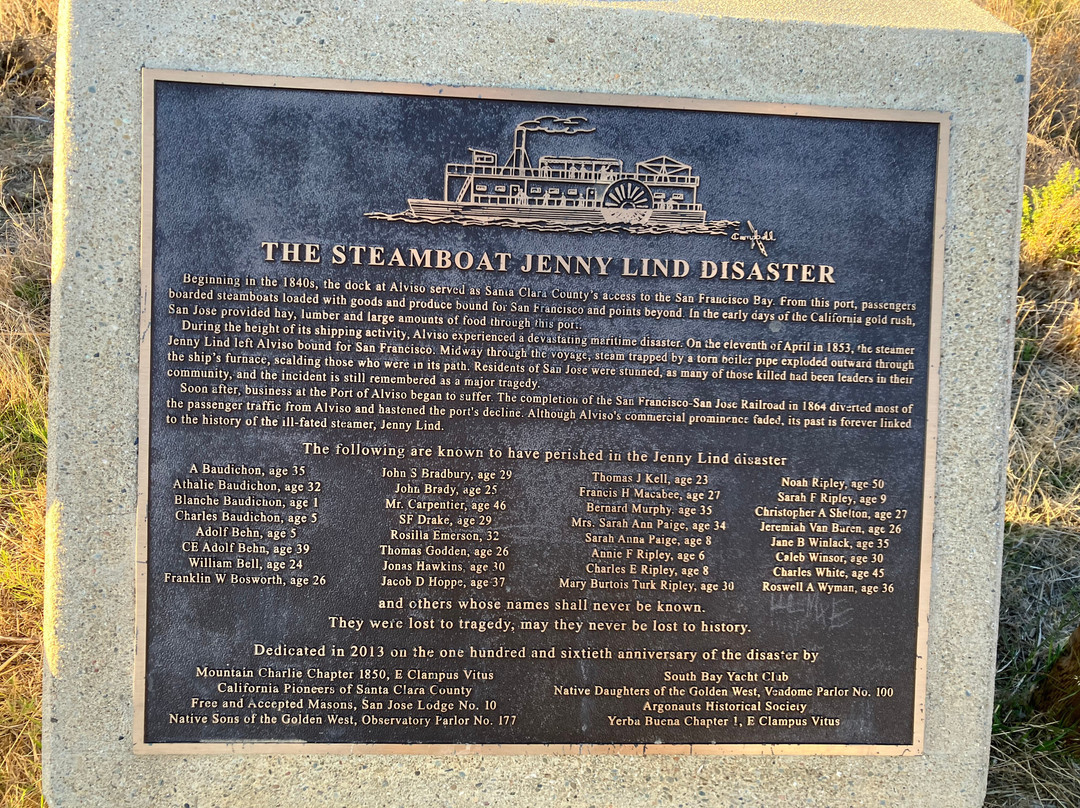 Campbell
THE STEAMBOAT JENNY LIND DISASTER
Beginning in the 1840s, the dock at Alviso served as Santa Clara County's access to the San Francisco Bay. From this port, passengers
boarded steamboats loaded with goods and produce bound for San Francisco and points beyond. In the early days of the California gold rush,
San Jose provided hay, lumber and large amounts of food through this port.
During the height of its shipping activity, Alviso experienced a devastating maritime disaster. On the eleventh of April in 1853, the steamer
Jenny Lind left Alviso bound for San Francisco. Midway through the voyage, steam trapped by a torn boiler pipe exploded outward through
the ship's furnace, scalding those who were in its path. Residents of San Jose were stunned, as many of those killed had been leaders in their
community, and the incident is still remembered as a major tragedy.
Soon after, business at the Port of Alviso began to suffer. The completion of the San Francisco-San Jose Railroad in 1864 diverted most of
the passenger traffic from Alviso and hastened the port's decline. Although Alviso's commercial prominence faded, its past is forever linked
to the history of the ill-fated steamer, Jenny Lind.
The following are known to have perished in the Jenny Lind disaster
A Baudichon, age 35
Athalie Baudichon, age 32
Blanche Baudichon, age 1
Charles Baudichon, age 5
Adolf Behn, age 5
CE Adolf Behn, age 39
William Bell, age 24
Franklin W Bosworth, age 26
John S Bradbury, age 29
John Brady, age 25
Mr. Carpentier, age 46
SF Drake, age 29
Rosilla Emerson, 32
Thomas Godden, age 26
Jonas Hawkins, age 30
Jacob D Hoppe, age 37
Thomas J Kell, age 23
Francis H Macabee, age 27
Bernard Murphy, age 35
Mrs. Sarah Ann Paige, age 34
Sarah Anna Paige, age 8
Annie F Ripley, age 6
Charles E Ripley, age 8
Mary Burtois Turk Ripley, age 30
Noah Ripley, age 50
Sarah F Ripley, age 9
Christopher A Shelton, age 27
Jeremiah Van Buren, age 26
Jane B Winlack, age 35
Caleb Winsor, age 30
Charles White, age 45
Roswell A Wyman, age 36
and others whose names shall never be known.
They were lost to tragedy; may they never be lost to history.
Dedicated in 2013 on the one hundred and sixtieth anniversary of the disaster by
Mountain Charlie Chapter 1850, E Clampus Vitus
California Pioneers of Santa Clara County
Free and Accepted Masons, San Jose Lodge No. 10
Native Sons of the Golden West, Observatory Parlor No. 177
South Bay Yacht Club
Native Daughters of the Golden West, Vendome Parlor No. 100
Argonauts Historical Society
Yerba Buena Chapter 1, E Clampus Vitus